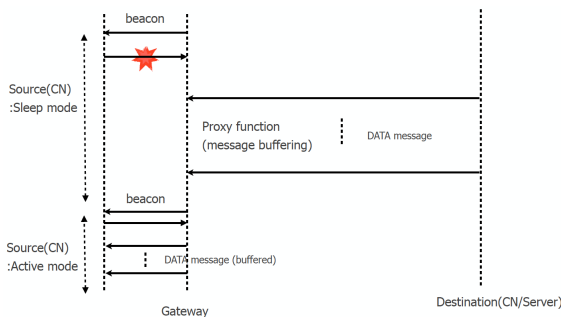 beacon
Source(CN)
:Sleep mode
Proxy function
(message buffering)
DATA message
beacon
Source(CN)
:Active mode
DATA message (buffered)
Gateway
Destination(CN/Server)